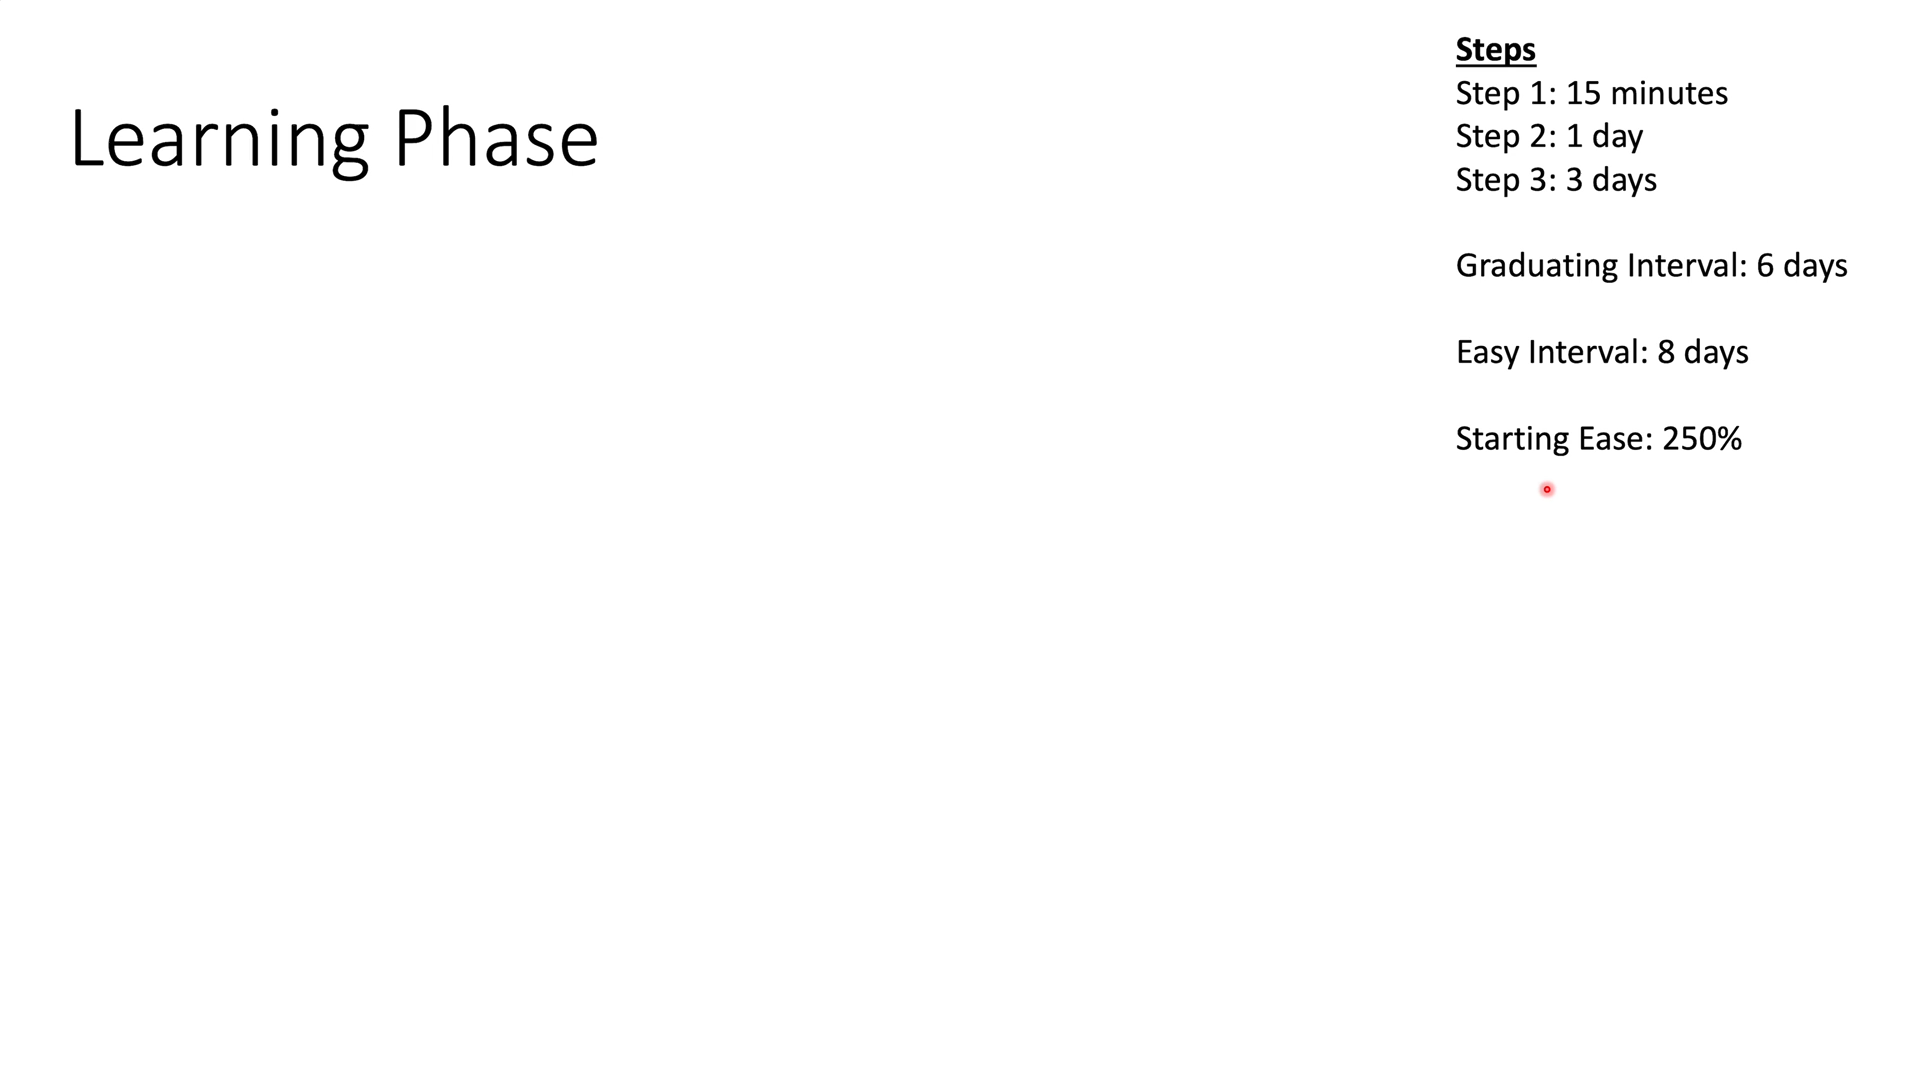 Learning Phase
Steps
Step 1: 15 minutes
Step 2: 1 day
Step 3: 3 days
Graduating Interval: 6 days
Easy Interval: 8 days
Starting Ease: 250%